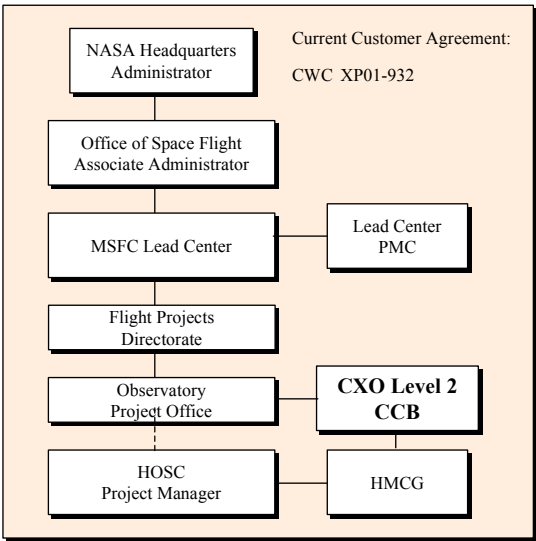 NASA Headquarters
Administrator
Current Customer Agreement:
CWC XP01-932
Office of Space Flight
Associate Administrator
MSFC Lead Center
Lead Center
PMC
Flight Projects
Directorate
Observatory
Project Office
CXO Level 2
CCB
HOSC
Project Manager
HMCG